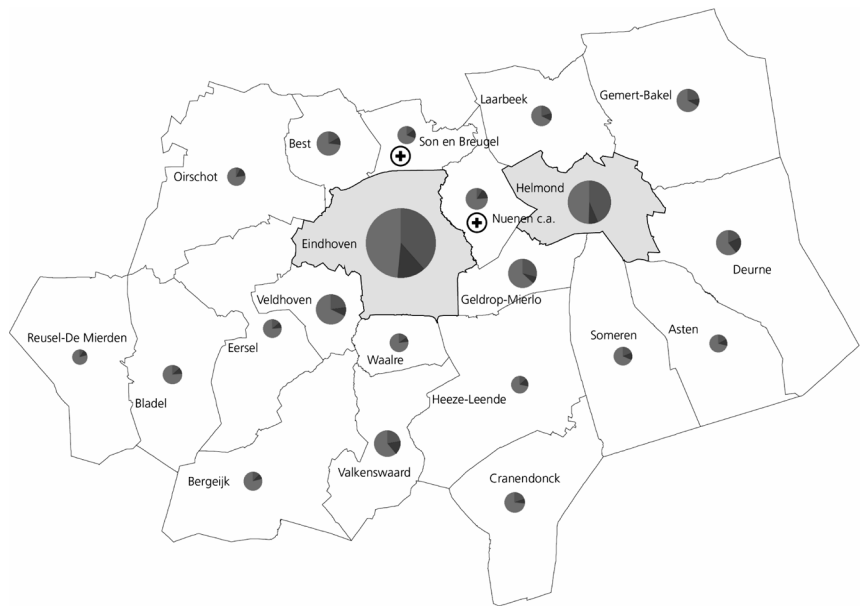 Laarbeek
Gemert-Bakel
Best
Son en Breugel
Oirschot
Helmond
Nuenen c.a.
Eindhoven
Deurne
Veldhoven
Geldrop-Mierlo
Reusel-De Mierden
Eersel
Waalre
Someren
Asten
Bladel
Heeze-Leende
Bergeijk
Valkenswaard
Cranendonck